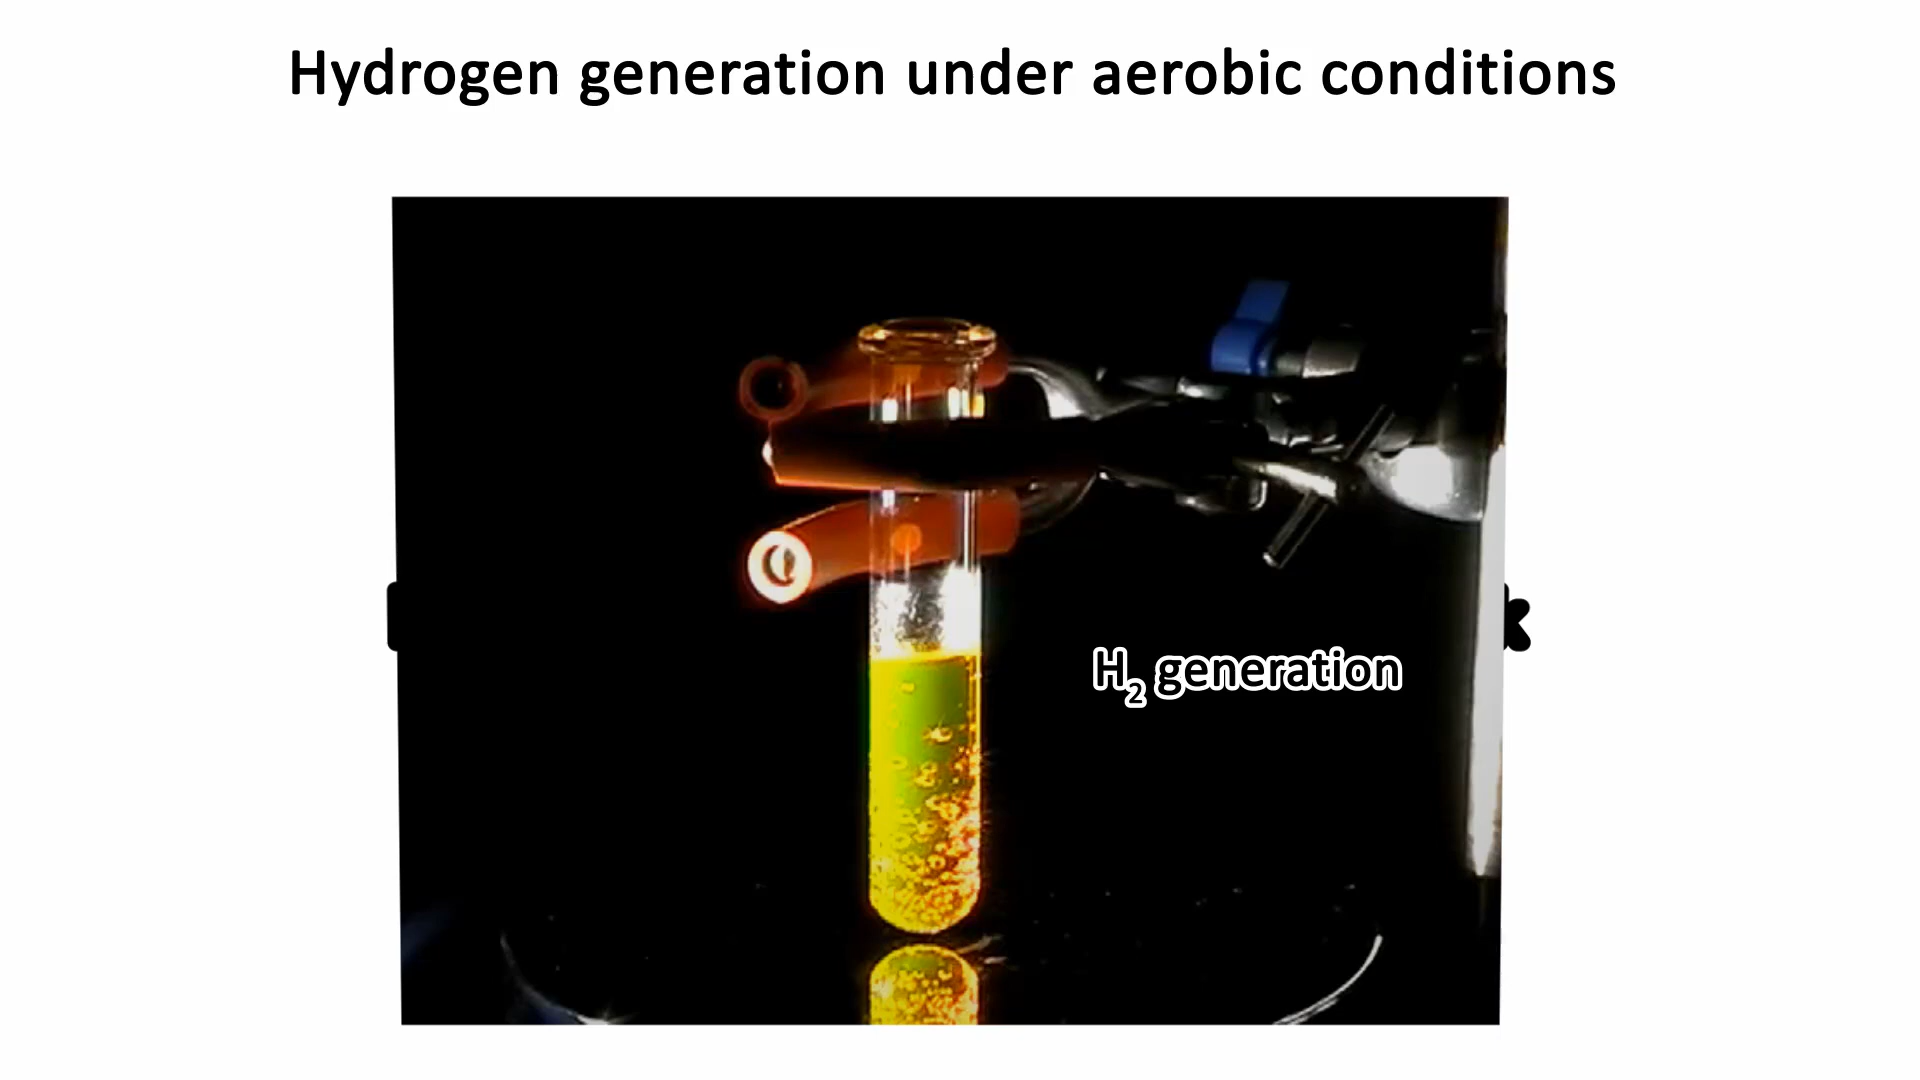 Hydrogen generation under aerobic conditions
H₂ generation